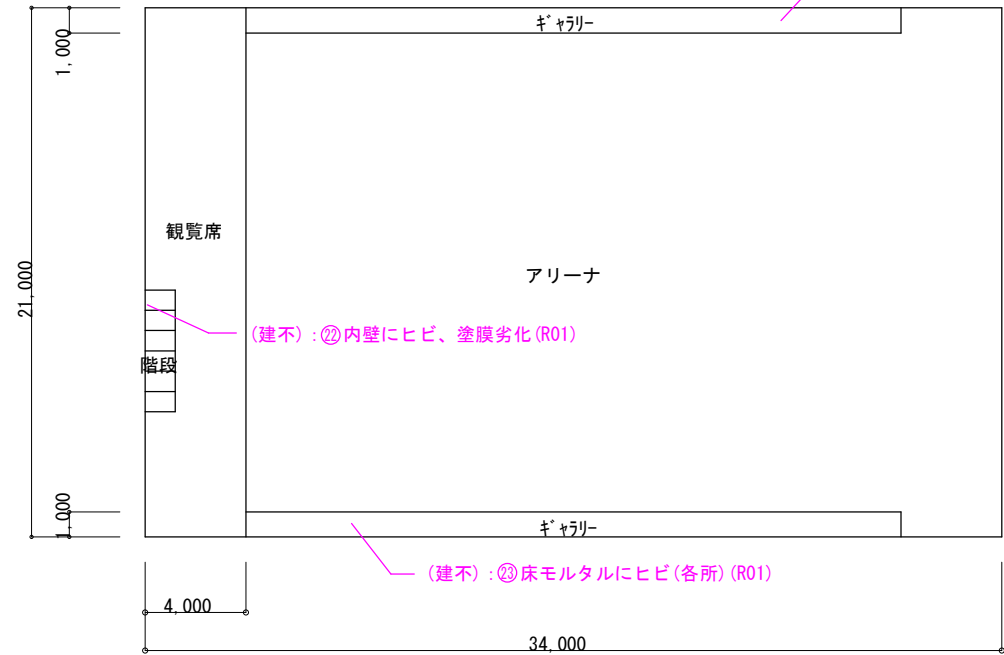 ギャラリー
1,000
観覧席
アリーナ
21,000
(建不):㉒内壁にヒビ、塗膜劣化(R01)
階段
1,000
ギャラリー
(建不):㉓床モルタルにヒビ(各所)(R01)
4,000
34,000